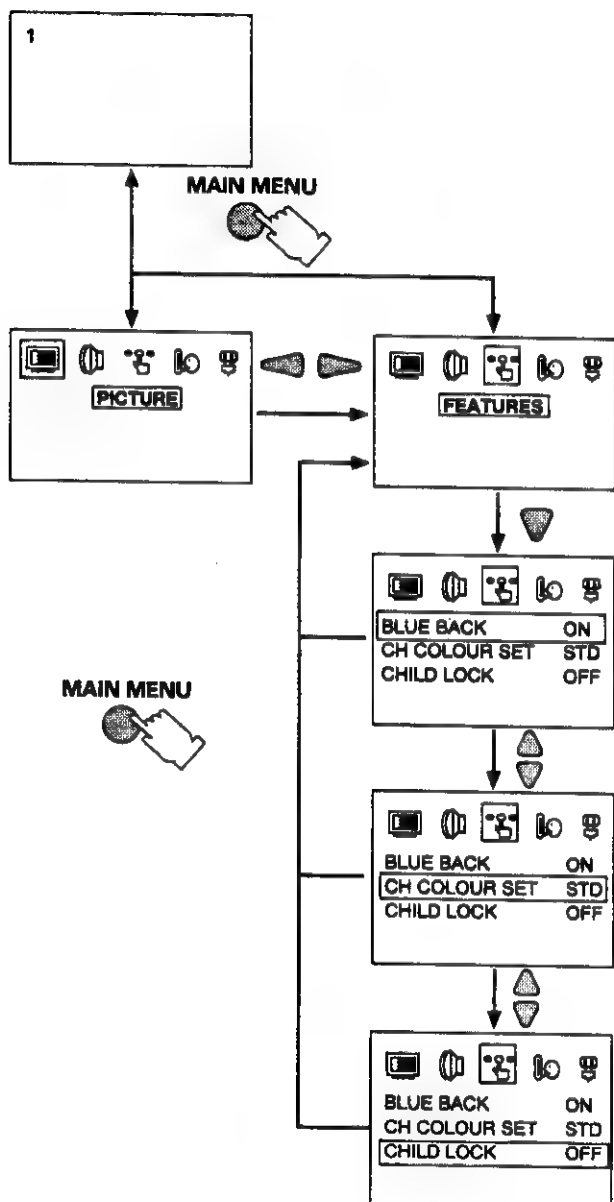 1
MAIN MENU
PICTURE
FEATURES
BLUE BACK ON
CH COLOUR SET STD
CHILD LOCK OFF
MAIN MENU
BLUE BACK ON
CH COLOUR SET STD
CHILD LOCK OFF
BLUE BACK ON
CH COLOUR SET STD
CHILD LOCK OFF